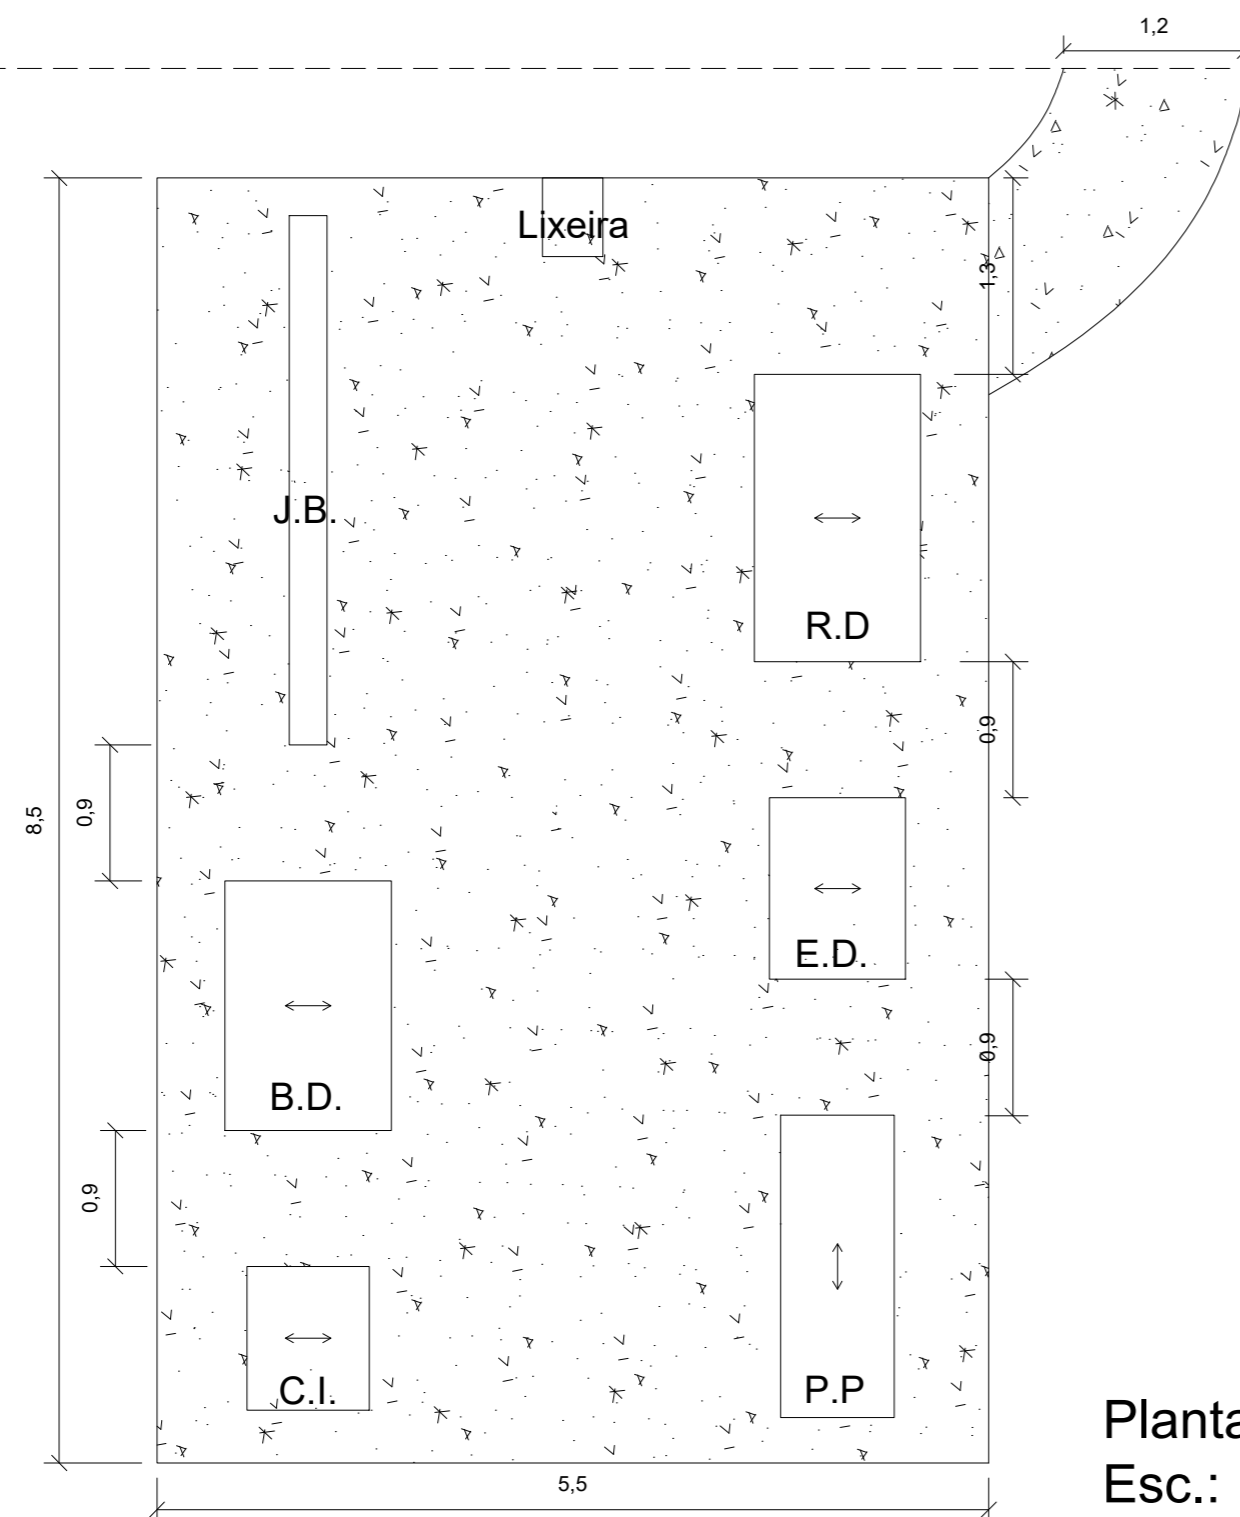 1,2
Lixeira
1,3
J.B.
R.D
0,9
0,9
8,5
E.D.
0,9
B.D.
0,9
C.I.
P.P
Planta
Esc.:
5,5